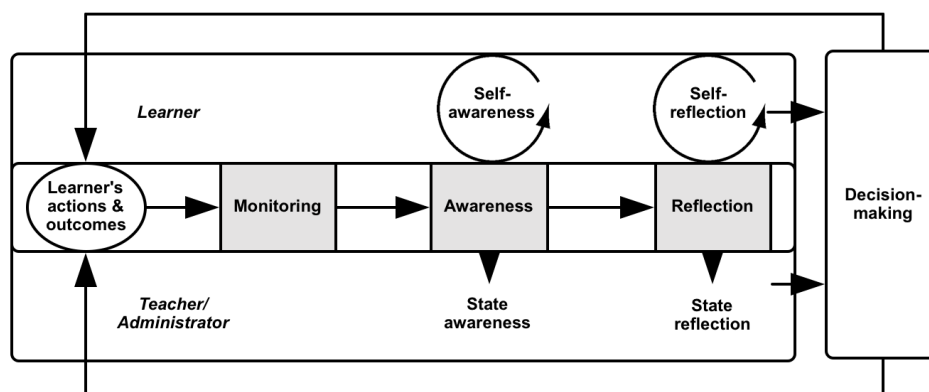 Learner
Self-
awareness
Self-
reflection
Learner's
actions &
outcomes
Monitoring
Awareness
Reflection
Decision-
making
Teacher/
Administrator
State
awareness
State
reflection